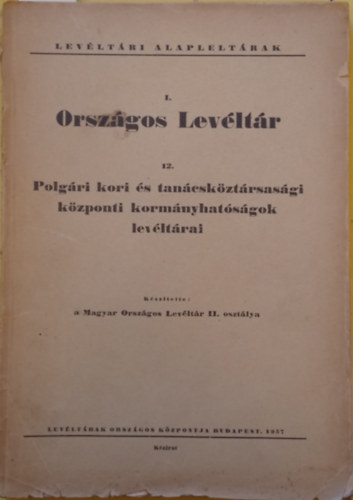 LEVÉLTÁRI ALAPLELTÁRAK
I.
Országos Levéltár
12.
Polgári kori és tanácsköztársasági
központi kormányhatóságok
levéltárai
Készítette:
a Magyar Országos Levéltár II. osztálya
LEVÉLTÁRAK ORSZÁGOS KÖZPONTJA BUDAPEST, 1957
Kézirat